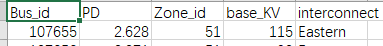 Bus_id PD Zone_id base_KV interconnect
107655 2.628 51 115 Eastern